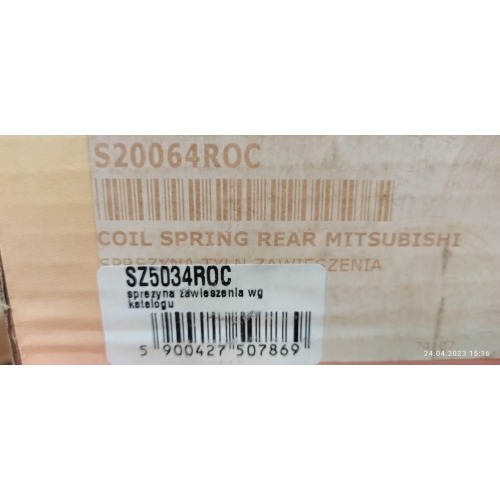 S20064ROC
COIL SPRING REAR MITSUBISHI
SPRSZYNA TYLN ZAWIESZENIA
SZ5034ROC
sprezyna zawieszenia wg
katalogu
5 900427 507869
24.04.2023 15:16